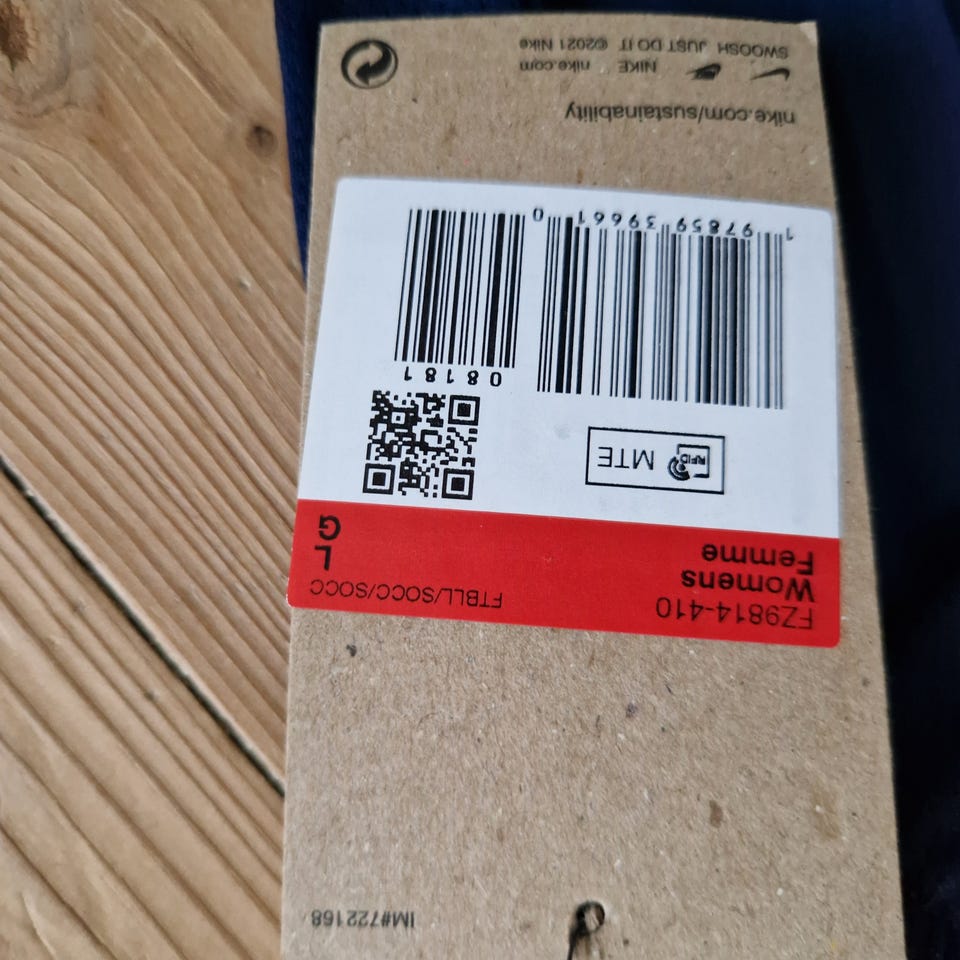 IM#722168
FZ9814-410 FTBLL/SOCC/SOCC
Womens L
Femme G
RFID MTE
08181
1 97859 39661 0
nike.com/sustainability
NIKE nike.com
SWOOSH JUST DO IT ©2021 Nike